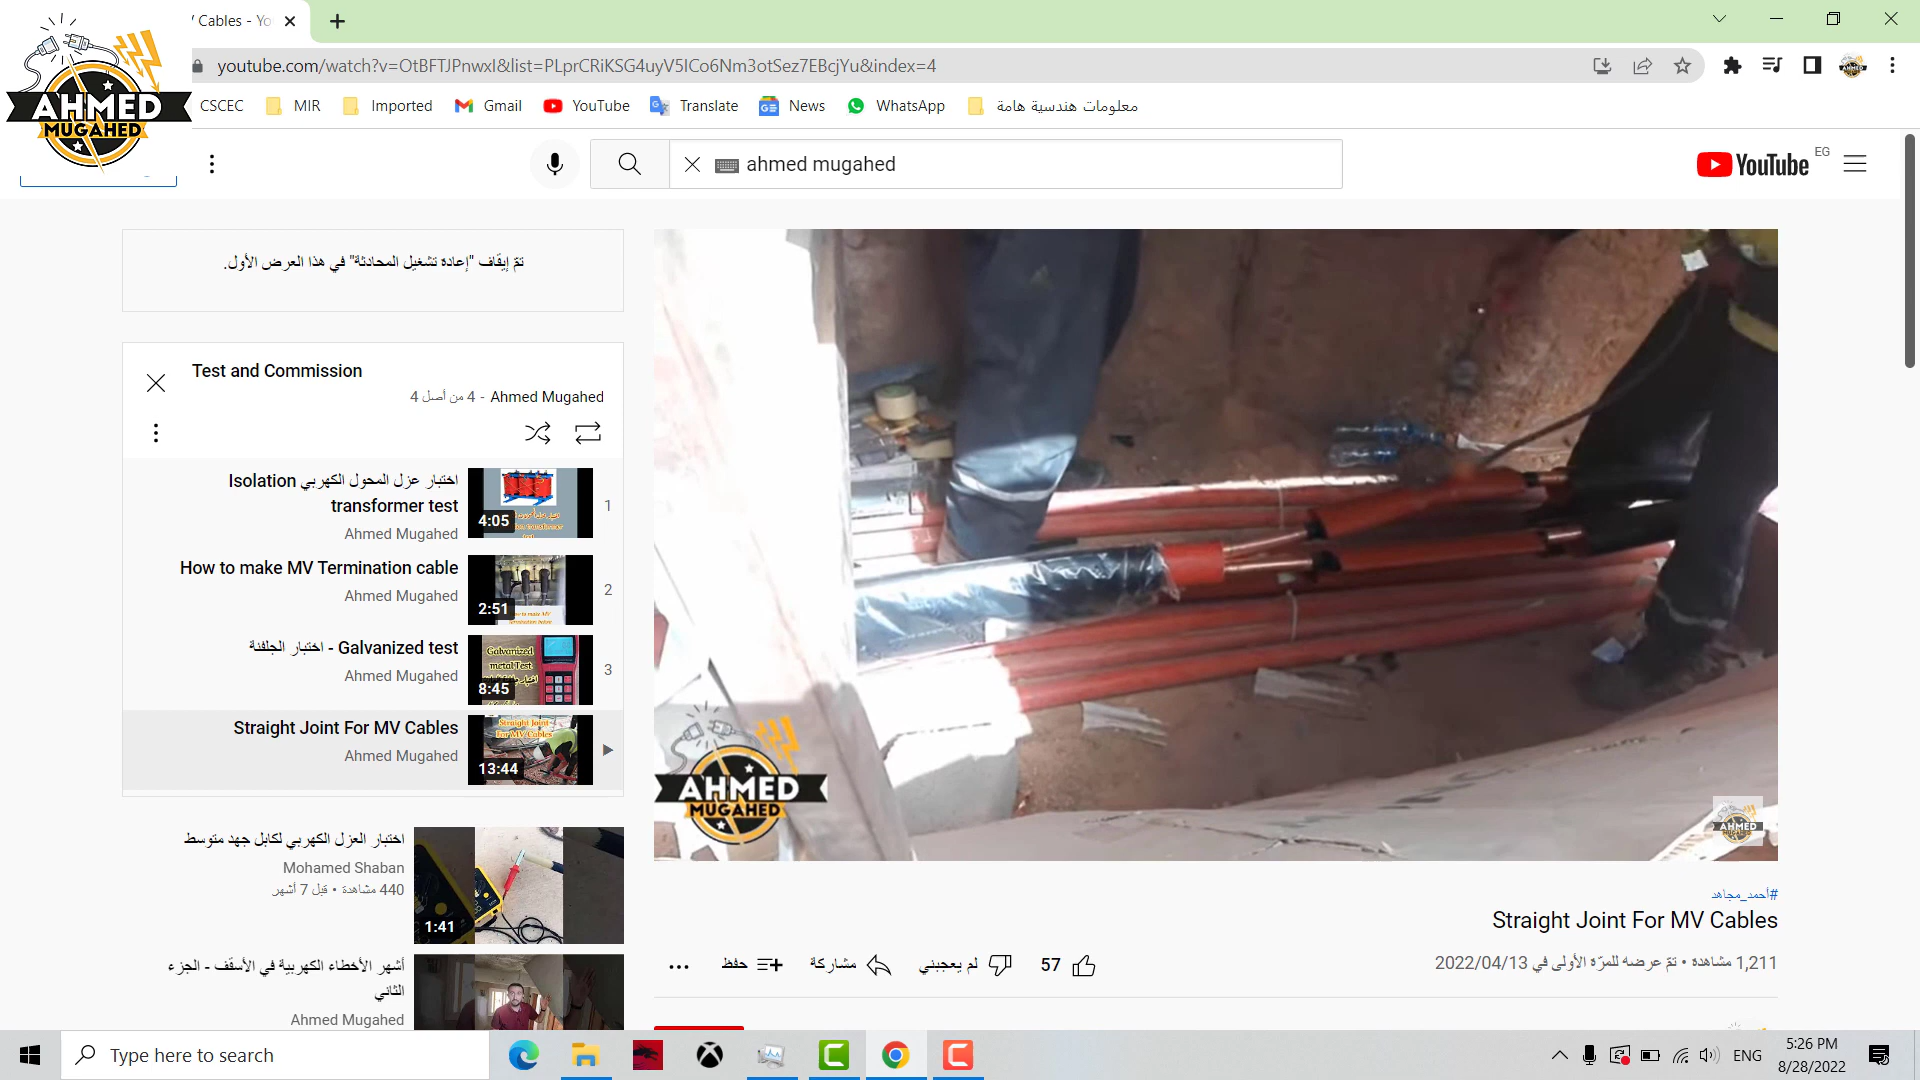 / Cables - Yo
youtube.com/watch?v=OtBFTJPnwxI&list=PLprCRiKSG4uyV5ICo6Nm3otSez7EBcjYu&index=4
CSCEC MIR Imported Gmail YouTube Translate News WhatsApp معلومات هندسية هامة
AHMED
MUGAHED
ahmed mugahed
YouTube EG
تمّ إيقاف "إعادة تشغيل المحادثة" في هذا العرض الأول.
Test and Commission
Ahmed Mugahed - 4 من أصل 4
اختبار عزل المحول الكهربي Isolation
transformer test
Ahmed Mugahed
4:05
1
How to make MV Termination cable
Ahmed Mugahed
2:51
2
Galvanized test - اختبار الجلفنة
Ahmed Mugahed
Galvanized
metal Test
8:45
3
Straight Joint For MV Cables
Ahmed Mugahed
Straight Joint
For MV Cables
13:44
اختبار العزل الكهربي لكابل جهد متوسط
Mohamed Shaban
440 مشاهدة • قبل 7 أشهر
1:41
أشهر الأخطاء الكهربية في الأسقف - الجزء
الثاني
Ahmed Mugahed
AHMED
MUGAHED
AHMED
#أحمد_مجاهد
Straight Joint For MV Cables
1,211 مشاهدة • تمّ عرضه للمرّة الأولى في 2022/04/13
57 لم يعجبني مشاركة حفظ
Type here to search
ENG
5:26 PM
8/28/2022